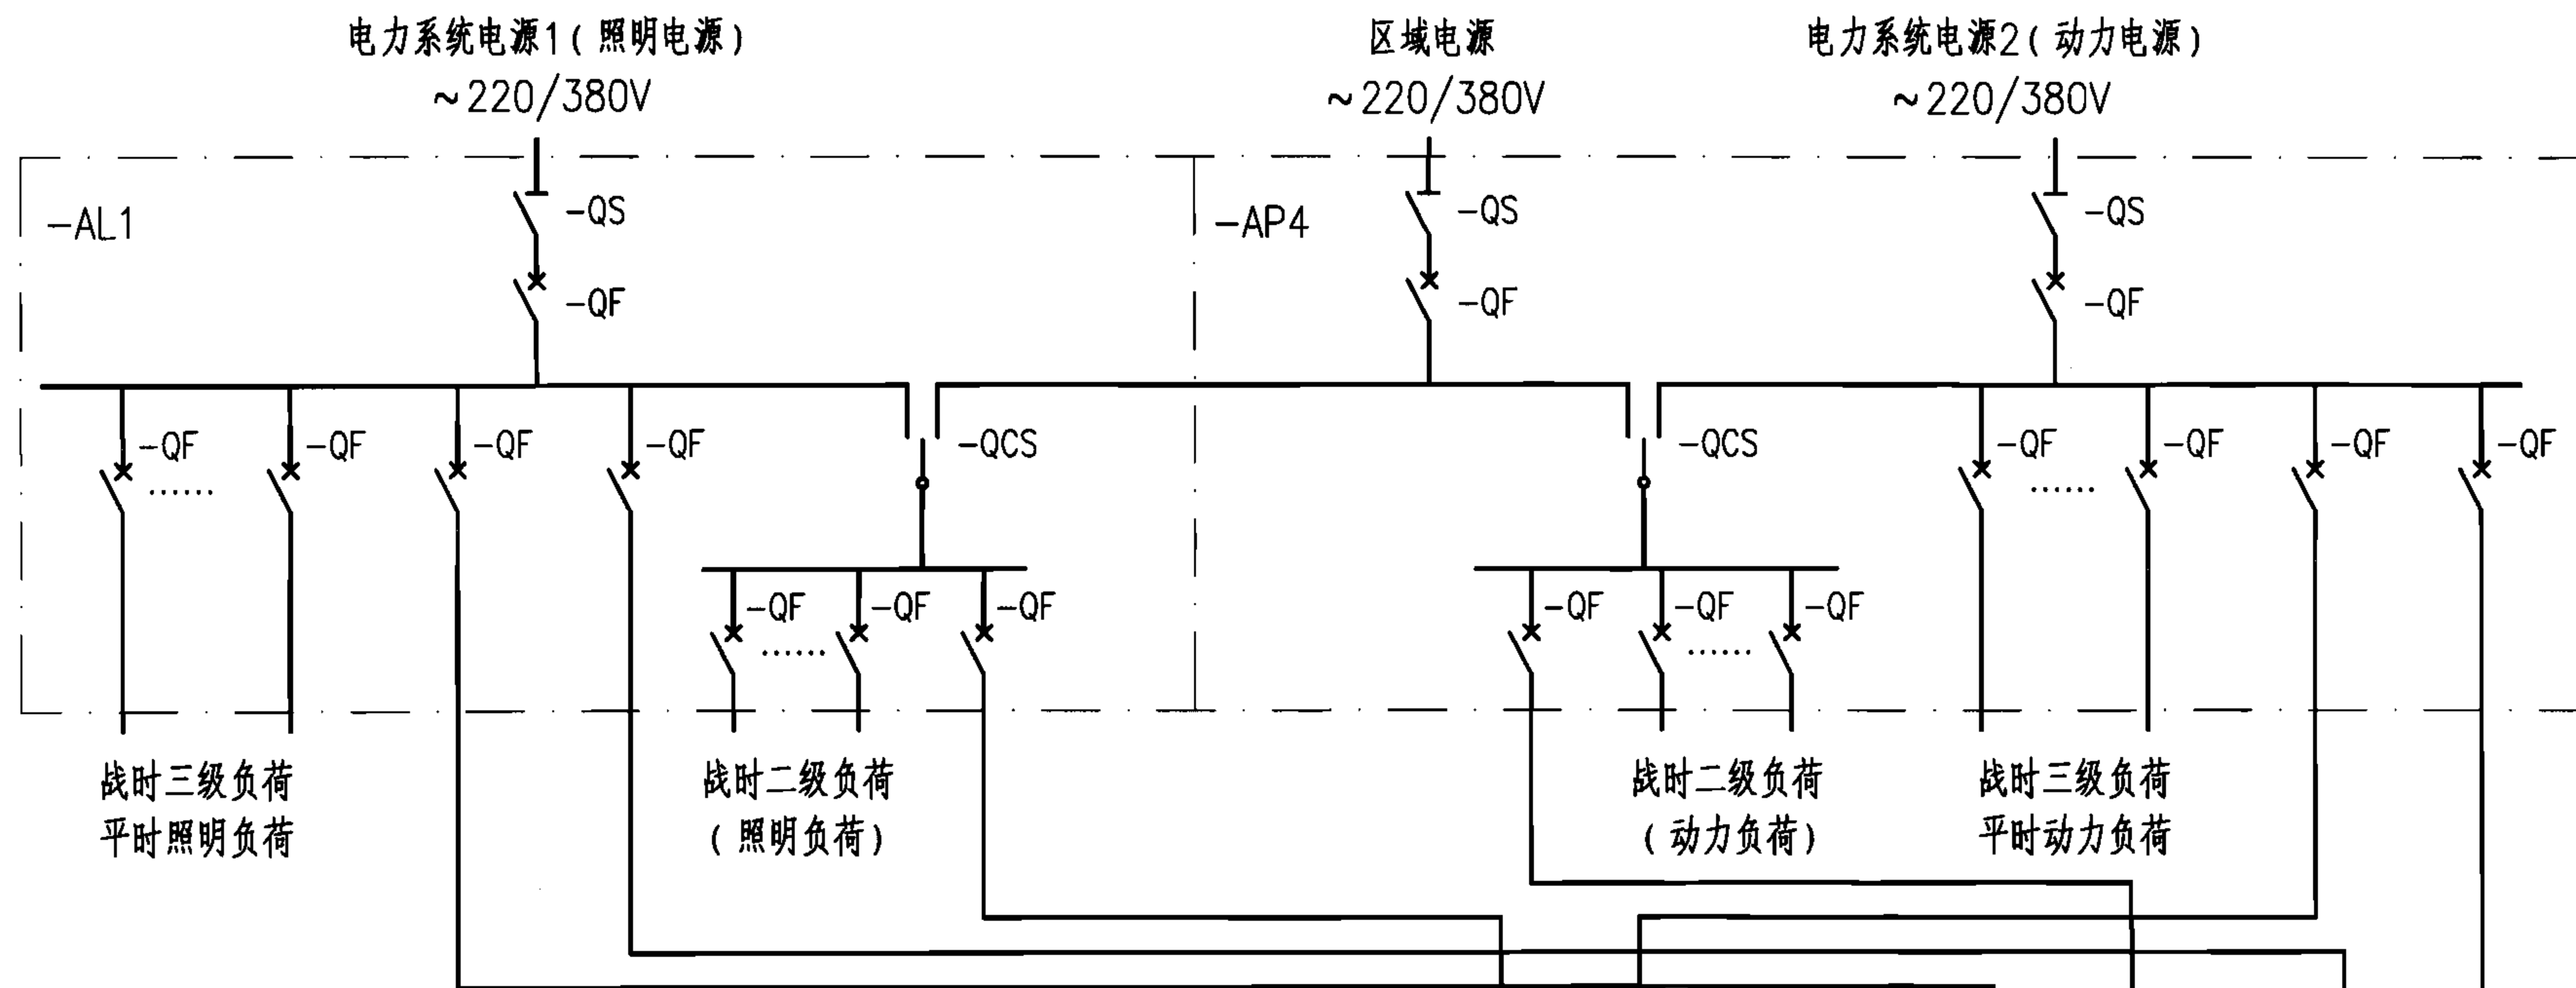 电力系统电源1（照明电源）
~220/380V
区域电源
~220/380V
电力系统电源2（动力电源）
~220/380V
-AL1
-QS
-QF
-AP4
-QS
-QF
-QS
-QF
-QF
-QF
-QF
-QF
-QCS
-QCS
-QF
-QF
-QF
-QF
-QF
-QF
-QF
-QF
-QF
-QF
战时三级负荷
平时照明负荷
战时二级负荷
（照明负荷）
战时二级负荷
（动力负荷）
战时三级负荷
平时动力负荷